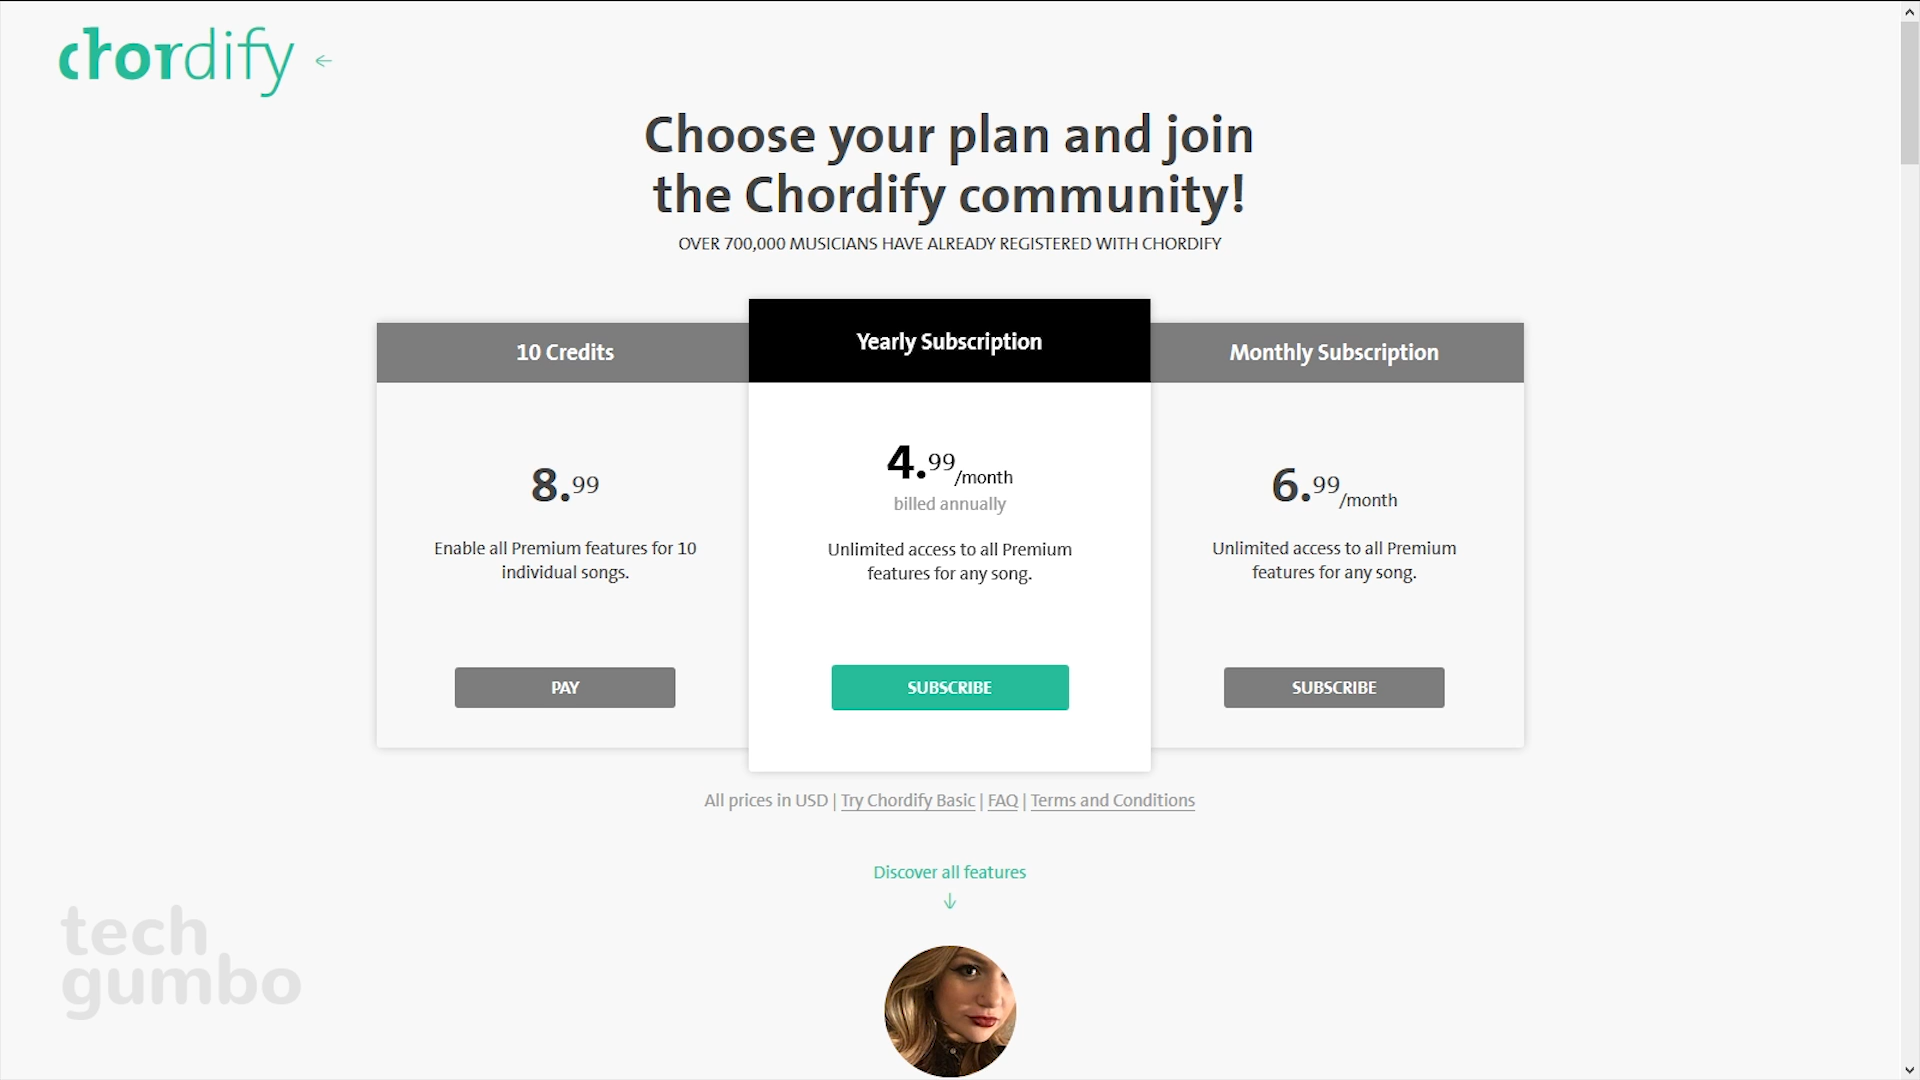 chordify ←
Choose your plan and join
the Chordify community!
OVER 700,000 MUSICIANS HAVE ALREADY REGISTERED WITH CHORDIFY
10 Credits
8.99
Enable all Premium features for 10
individual songs.
PAY
Yearly Subscription
4.99/month
billed annually
Unlimited access to all Premium
features for any song.
SUBSCRIBE
Monthly Subscription
6.99/month
Unlimited access to all Premium
features for any song.
SUBSCRIBE
All prices in USD | Try Chordify Basic | FAQ | Terms and Conditions
Discover all features
↓
tech
gumbo